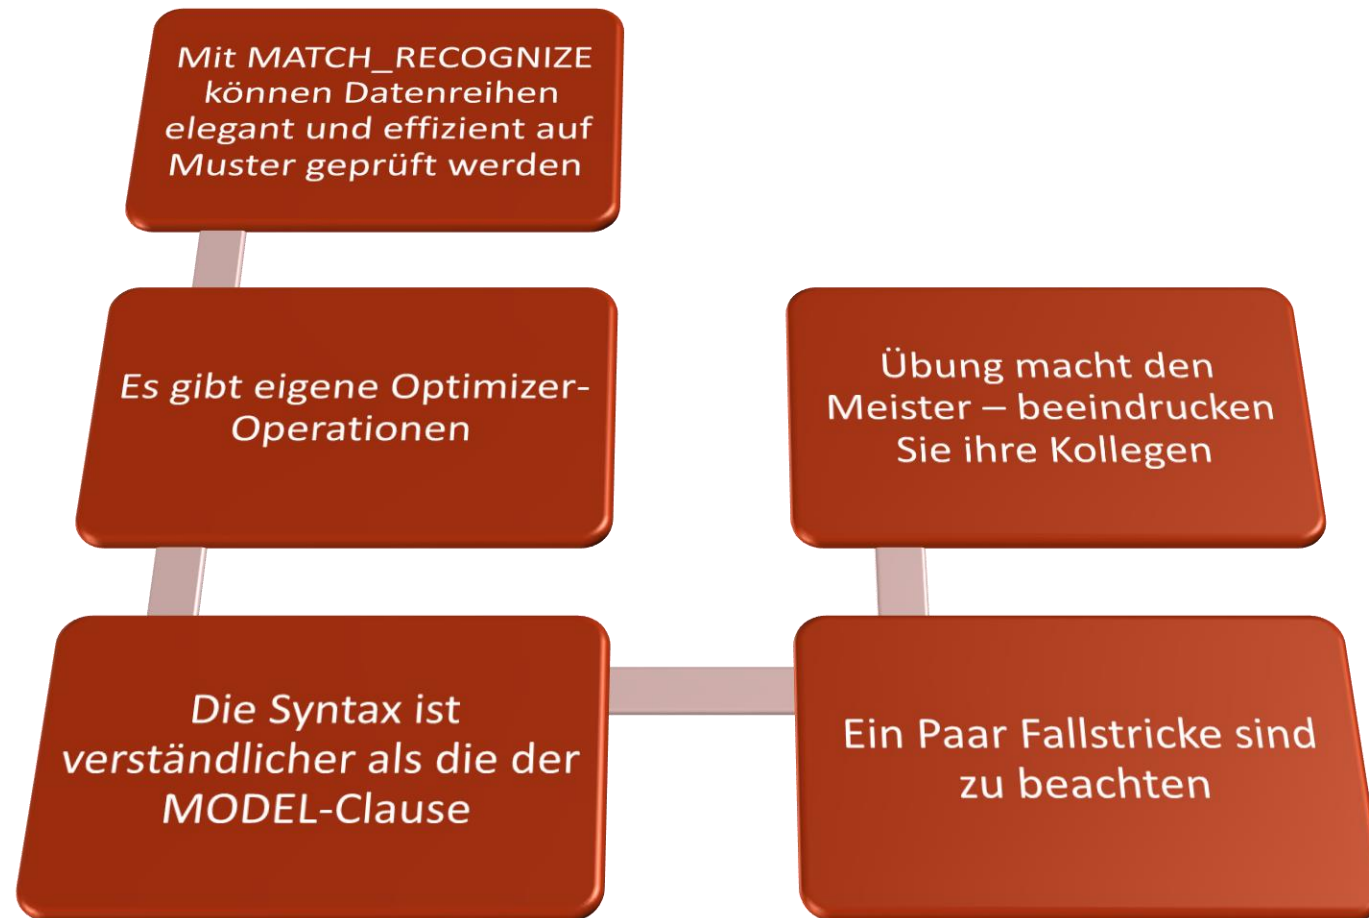 Mit MATCH_RECOGNIZE
können Datenreihen
elegant und effizient auf
Muster geprüft werden
Es gibt eigene Optimizer-
Operationen
Die Syntax ist
verständlicher als die der
MODEL-Clause
Ein Paar Fallstricke sind
zu beachten
Übung macht den
Meister – beeindrucken
Sie ihre Kollegen